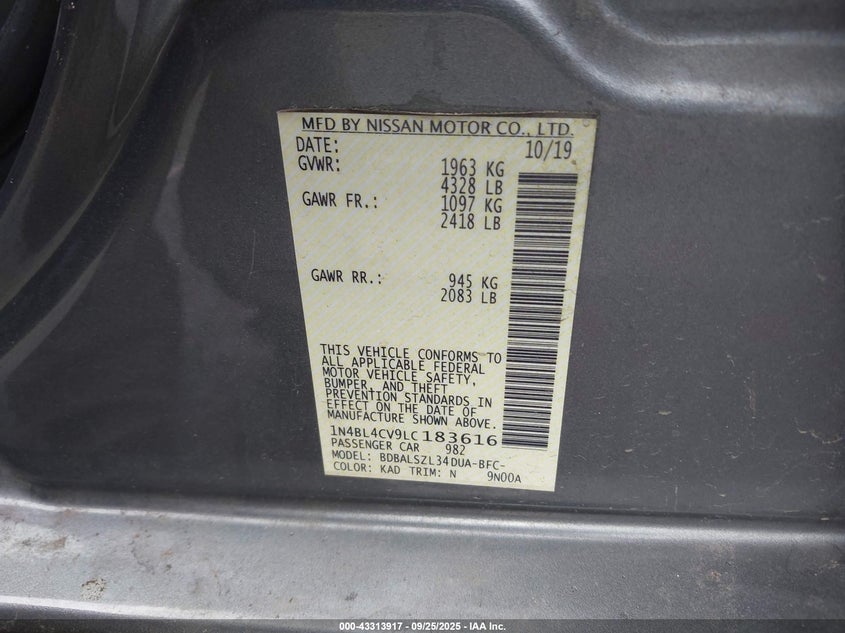 MFD BY NISSAN MOTOR CO., LTD.
DATE: 10/19
GVWR: 1963 KG
4328 LB
GAWR FR.: 1097 KG
2418 LB
GAWR RR.: 945 KG
2083 LB
THIS VEHICLE CONFORMS TO
ALL APPLICABLE FEDERAL
MOTOR VEHICLE SAFETY,
BUMPER, AND THEFT
PREVENTION STANDARDS IN
EFFECT ON THE DATE OF
MANUFACTURE SHOWN ABOVE.
1N4BL4CV9LC183616
PASSENGER CAR 982
MODEL: BDBALSZL34DUA-BFC-
COLOR: KAD TRIM: N 9N00A
000-43313917 - 09/25/2025 - IAA Inc.